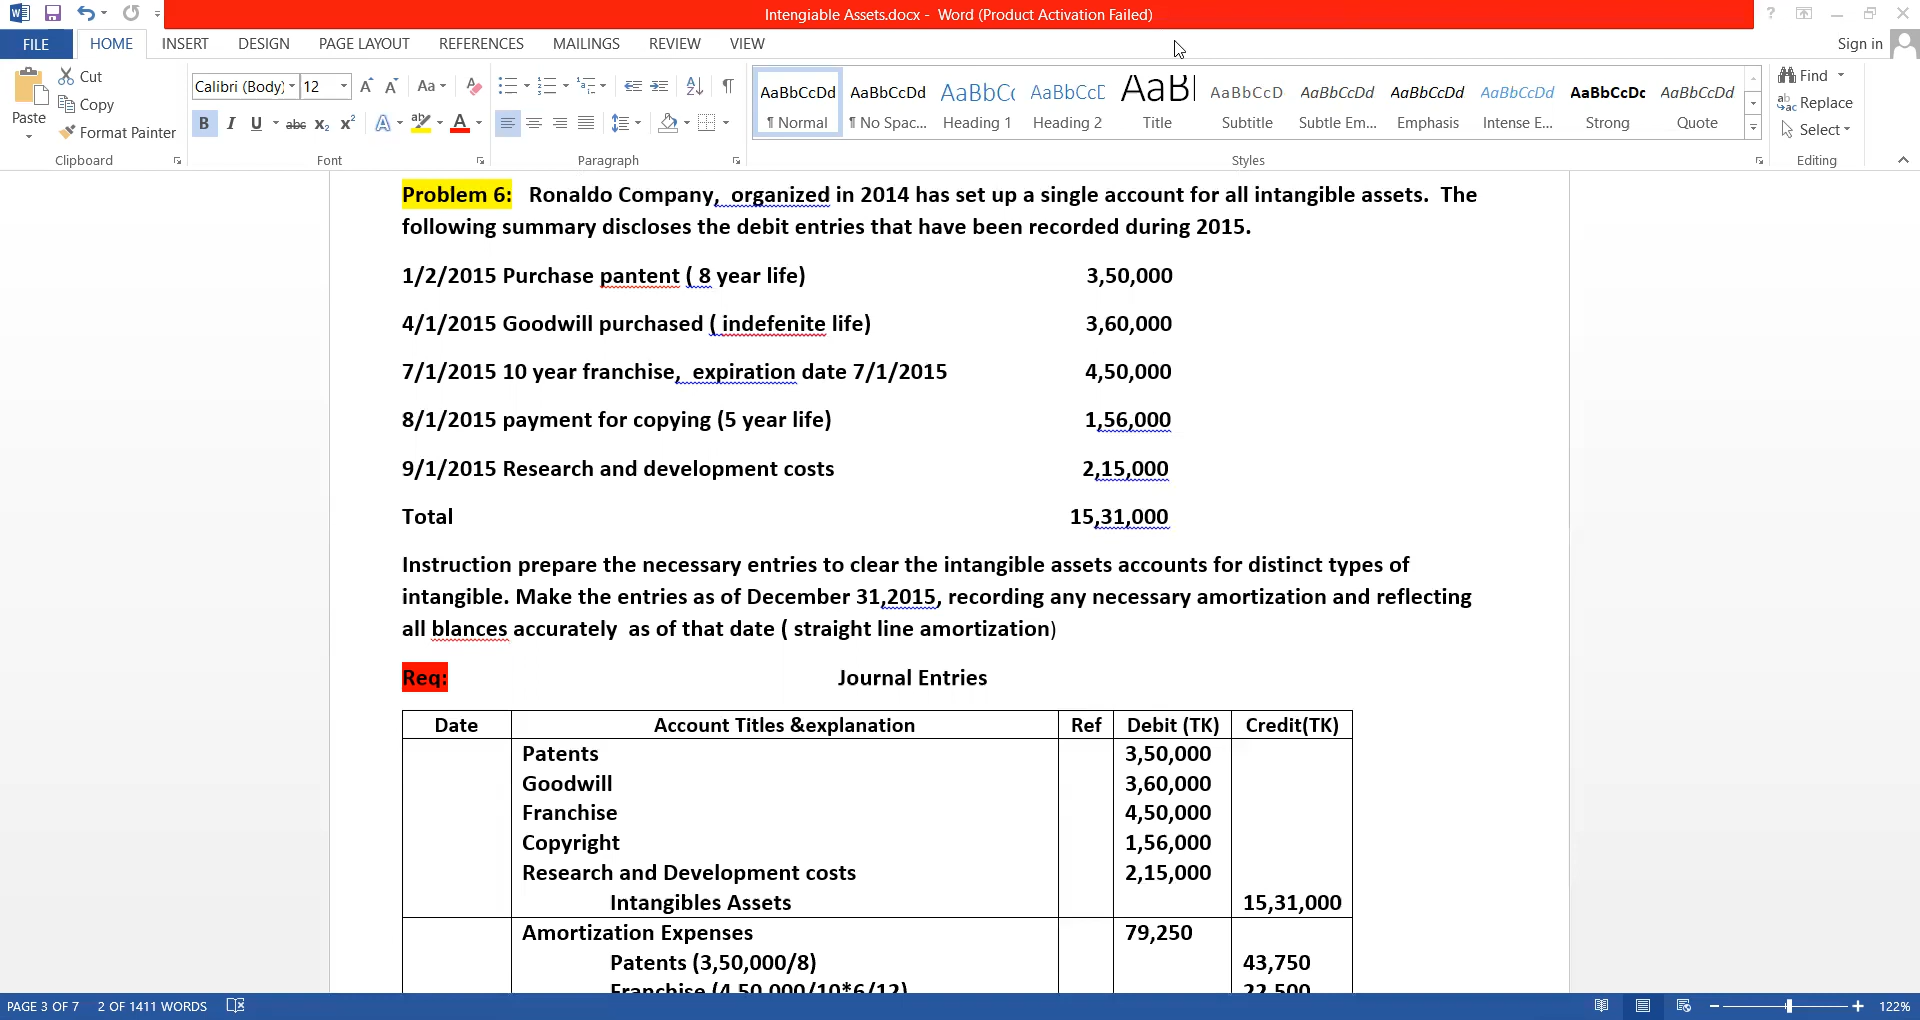 Intengiable Assets.docx - Word (Product Activation Failed)
FILE HOME INSERT DESIGN PAGE LAYOUT REFERENCES MAILINGS REVIEW VIEW Sign in
Paste Cut Copy Format Painter
Clipboard
Calibri (Body) 12
Font
Paragraph
AaBbCcDd AaBbCcDd AaBbCc AaBbCcD AaBl AaBbCcD AaBbCcDd AaBbCcDd AaBbCcDd AaBbCcDc AaBbCcDd
¶ Normal ¶ No Spac... Heading 1 Heading 2 Title Subtitle Subtle Em... Emphasis Intense E... Strong Quote
Styles
Find
Replace
Select
Editing
Problem 6: Ronaldo Company, organized in 2014 has set up a single account for all intangible assets. The
following summary discloses the debit entries that have been recorded during 2015.
1/2/2015 Purchase pantent ( 8 year life) 3,50,000
4/1/2015 Goodwill purchased ( indefenite life) 3,60,000
7/1/2015 10 year franchise, expiration date 7/1/2015 4,50,000
8/1/2015 payment for copying (5 year life) 1,56,000
9/1/2015 Research and development costs 2,15,000
Total 15,31,000
Instruction prepare the necessary entries to clear the intangible assets accounts for distinct types of
intangible. Make the entries as of December 31,2015, recording any necessary amortization and reflecting
all blances accurately as of that date ( straight line amortization)
Req: Journal Entries
Date Account Titles &explanation Ref Debit (TK) Credit(TK)
Patents 3,50,000
Goodwill 3,60,000
Franchise 4,50,000
Copyright 1,56,000
Research and Development costs 2,15,000
Intangibles Assets 15,31,000
Amortization Expenses 79,250
Patents (3,50,000/8) 43,750
Franchise (4,50,000/10*6/12) 22,500
PAGE 3 OF 7 2 OF 1411 WORDS 122%